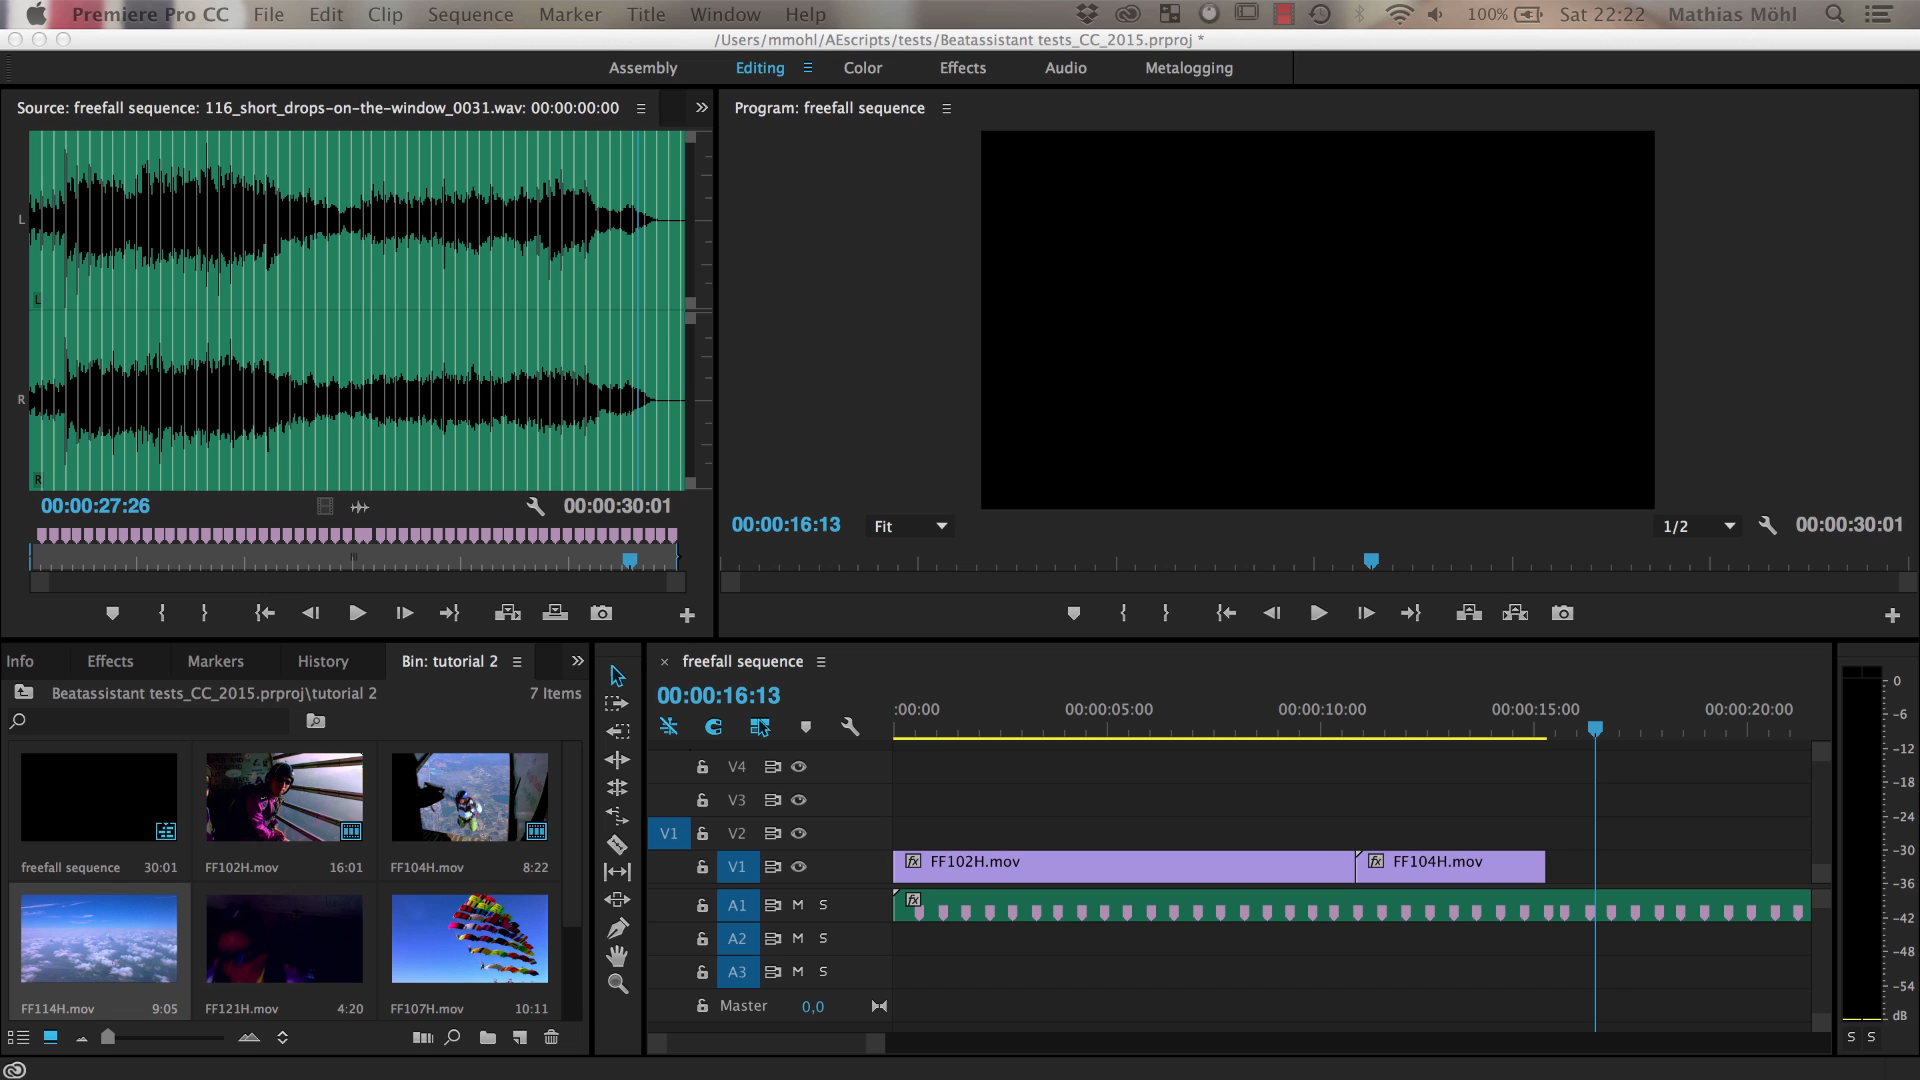 Premiere Pro CC File Edit Clip Sequence Marker Title Window Help 100% Sat 22:22 Mathias Möhl
/Users/mmohl/AEscripts/tests/Beatassistant tests_CC_2015.prproj *
Assembly Editing Color Effects Audio Metalogging
Source: freefall sequence: 116_short_drops-on-the-window_0031.wav: 00:00:00:00
Program: freefall sequence
L
L
R
R
00:00:27:26 00:00:30:01
00:00:16:13 Fit 1/2 00:00:30:01
Info Effects Markers History Bin: tutorial 2
Beatassistant tests_CC_2015.prproj\tutorial 2 7 Items
freefall sequence 30:01
FF102H.mov 16:01
FF104H.mov 8:22
FF114H.mov 9:05
FF121H.mov 4:20
FF107H.mov 10:11
× freefall sequence
00:00:16:13
:00:00 00:00:05:00 00:00:10:00 00:00:15:00 00:00:20:00
V4
V3
V1 V2
V1 fx FF102H.mov fx FF104H.mov
A1 M S fx
A2 M S
A3 M S
Master 0,0
0
-6
-12
-18
-24
-30
-36
-42
-48
-54
dB
S S